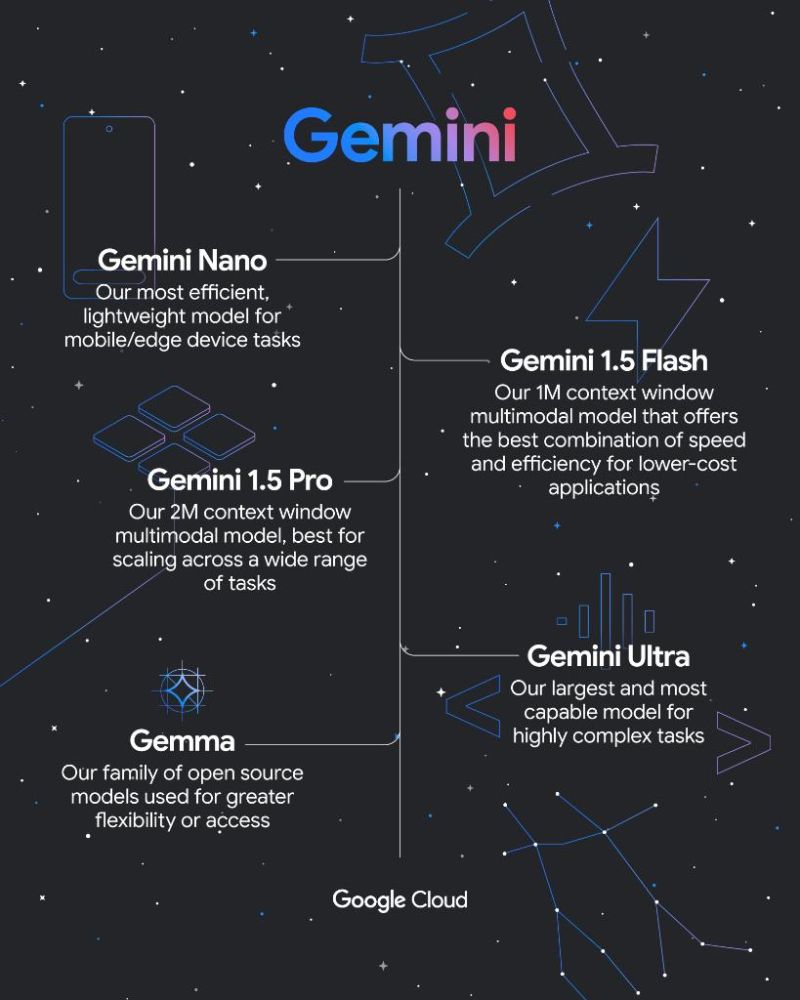 Gemini
Gemini Nano
Our most efficient,
lightweight model for
mobile/edge device tasks
Gemini 1.5 Flash
Our 1M context window
multimodal model that offers
the best combination of speed
and efficiency for lower-cost
applications
Gemini 1.5 Pro
Our 2M context window
multimodal model, best for
scaling across a wide range
of tasks
Gemini Ultra
Our largest and most
capable model for
highly complex tasks
Gemma
Our family of open source
models used for greater
flexibility or access
Google Cloud